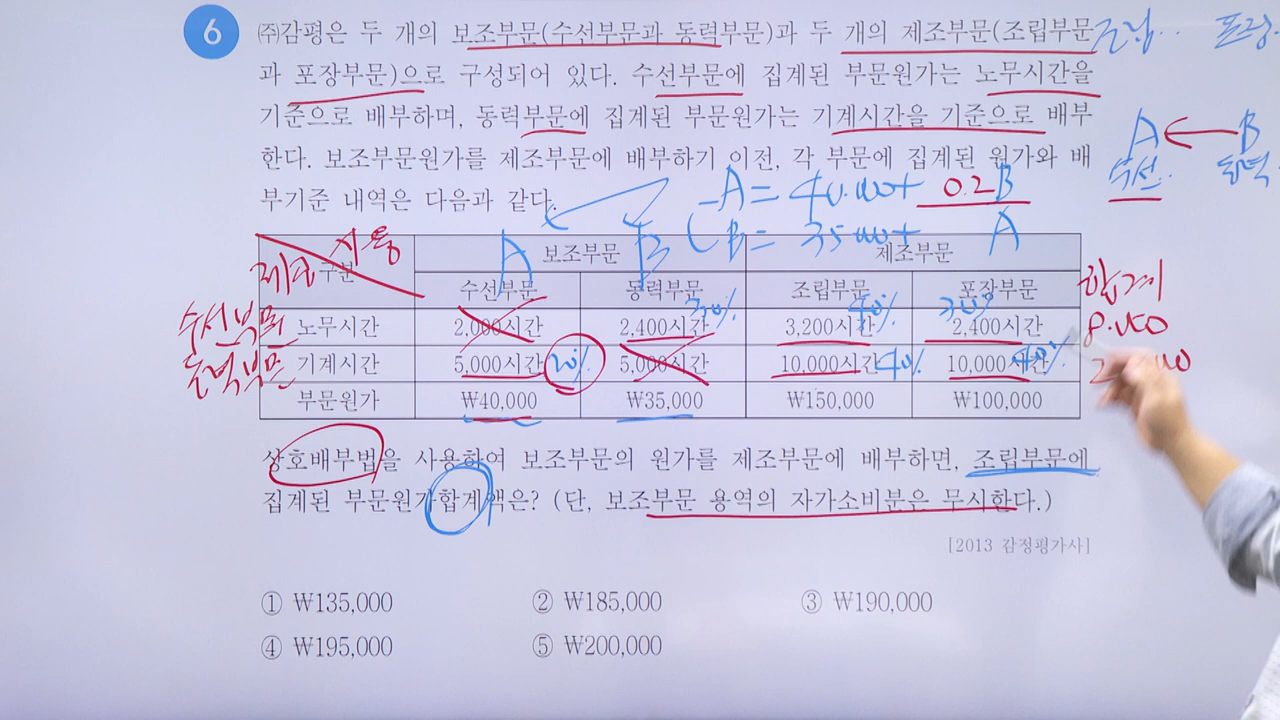 6 ㈜감평은 두 개의 보조부문(수선부문과 동력부문)과 두 개의 제조부문(조립부문
과 포장부문)으로 구성되어 있다. 수선부문에 집계된 부문원가는 노무시간을
기준으로 배부하며, 동력부문에 집계된 부문원가는 기계시간을 기준으로 배부
한다. 보조부문원가를 제조부문에 배부하기 이전, 각 부문에 집계된 원가와 배
부기준 내역은 다음과 같다.
A ← B
수선.. 동력.
A = 40.000+ 0.2B
B = 35000+ A
A B
구분 보조부문 제조부문
합계
수선부문 동력부문 조립부문 포장부문
수선부문 노무시간 2,000시간 2,400시간 30% 3,200시간 40% 2,400시간 30% 8.000
동력부문 기계시간 5,000시간 20% 5,000시간 10,000시간 40% 10,000시간 40%
부문원가 ₩40,000 ₩35,000 ₩150,000 ₩100,000
상호배부법을 사용하여 보조부문의 원가를 제조부문에 배부하면, 조립부문에
집계된 부문원가합계액은? (단, 보조부문 용역의 자가소비분은 무시한다.)
[2013 감정평가사]
① ₩135,000 ② ₩185,000 ③ ₩190,000
④ ₩195,000 ⑤ ₩200,000